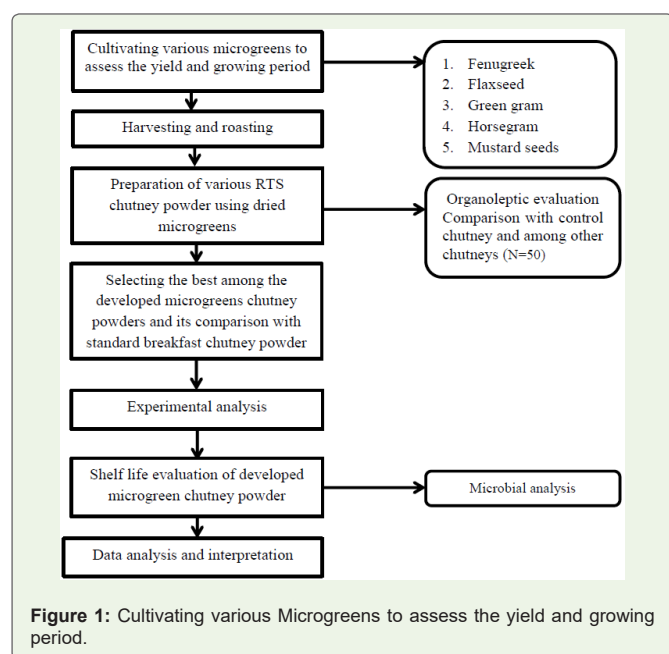 Cultivating various microgreens to
assess the yield and growing period
1. Fenugreek
2. Flaxseed
3. Green gram
4. Horsegram
5. Mustard seeds
Harvesting and roasting
Preparation of various RTS
chutney powder using dried
microgreens
Organoleptic evaluation
Comparison with control
chutney and among other
chutneys (N=50)
Selecting the best among the
developed microgreens chutney
powders and its comparison with
standard breakfast chutney powder
Experimental analysis
Shelf life evaluation of developed
microgreen chutney powder
Microbial analysis
Data analysis and interpretation
Figure 1: Cultivating various Microgreens to assess the yield and growing
period.